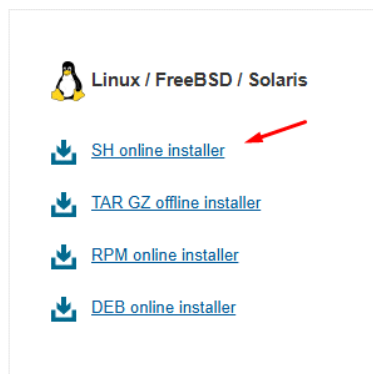 Linux / FreeBSD / Solaris
SH online installer
TAR GZ offline installer
RPM online installer
DEB online installer